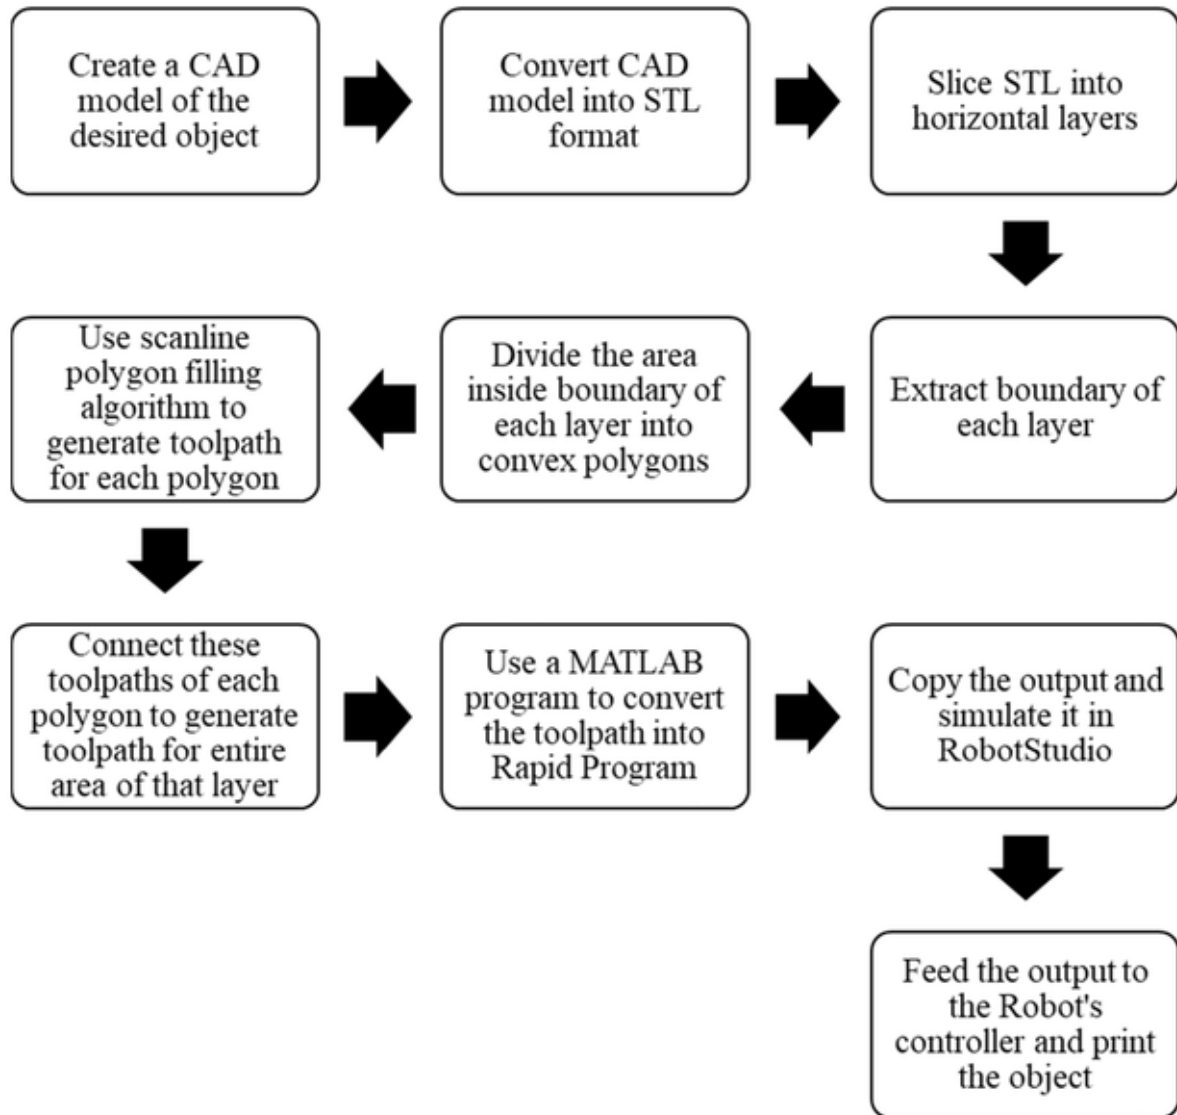 Create a CAD
model of the
desired object
Convert CAD
model into STL
format
Slice STL into
horizontal layers
Extract boundary of
each layer
Divide the area
inside boundary of
each layer into
convex polygons
Use scanline
polygon filling
algorithm to
generate toolpath
for each polygon
Connect these
toolpaths of each
polygon to generate
toolpath for entire
area of that layer
Use a MATLAB
program to convert
the toolpath into
Rapid Program
Copy the output and
simulate it in
RobotStudio
Feed the output to
the Robot's
controller and print
the object